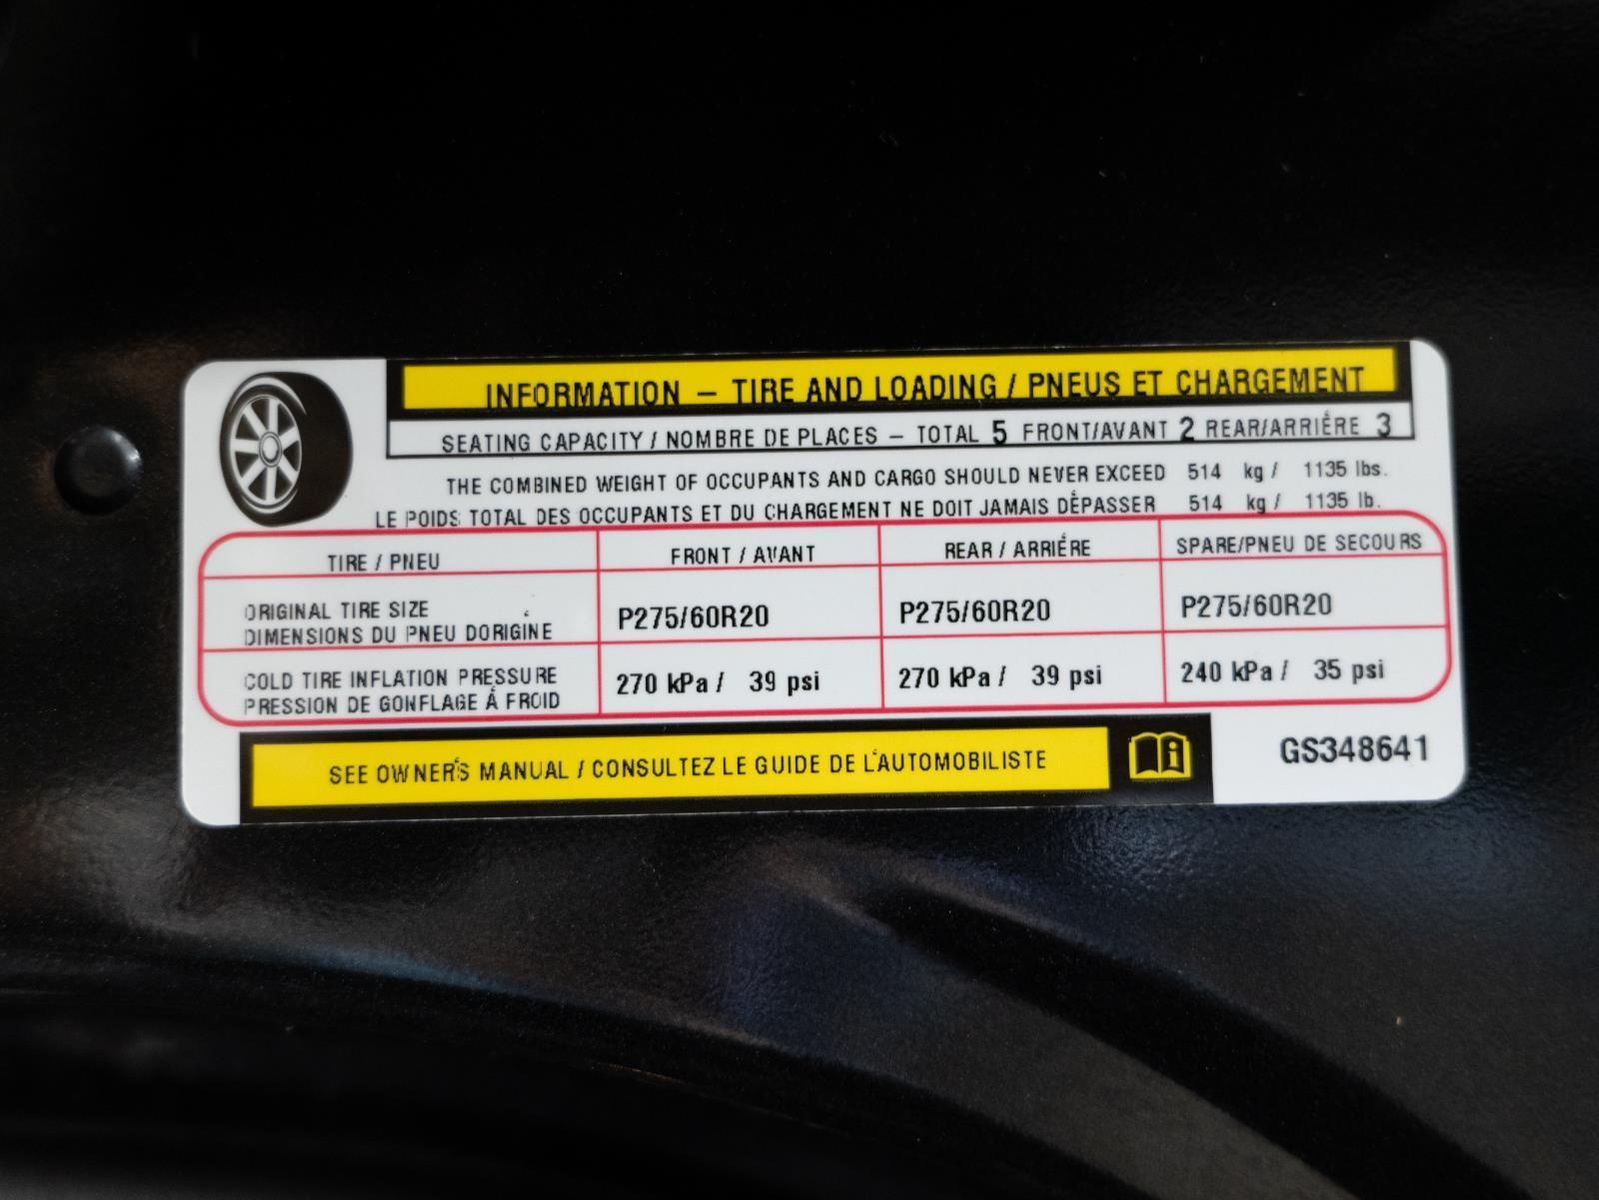 INFORMATION – TIRE AND LOADING / PNEUS ET CHARGEMENT
SEATING CAPACITY / NOMBRE DE PLACES – TOTAL 5 FRONT/AVANT 2 REAR/ARRIÈRE 3
THE COMBINED WEIGHT OF OCCUPANTS AND CARGO SHOULD NEVER EXCEED 514 kg / 1135 lbs.
LE POIDS TOTAL DES OCCUPANTS ET DU CHARGEMENT NE DOIT JAMAIS DÉPASSER 514 kg / 1135 lb.
TIRE / PNEU FRONT / AVANT REAR / ARRIÈRE SPARE/PNEU DE SECOURS
ORIGINAL TIRE SIZE
DIMENSIONS DU PNEU DORIGINE P275/60R20 P275/60R20 P275/60R20
COLD TIRE INFLATION PRESSURE
PRESSION DE GONFLAGE À FROID 270 kPa / 39 psi 270 kPa / 39 psi 240 kPa / 35 psi
SEE OWNER'S MANUAL / CONSULTEZ LE GUIDE DE L'AUTOMOBILISTE
GS348641